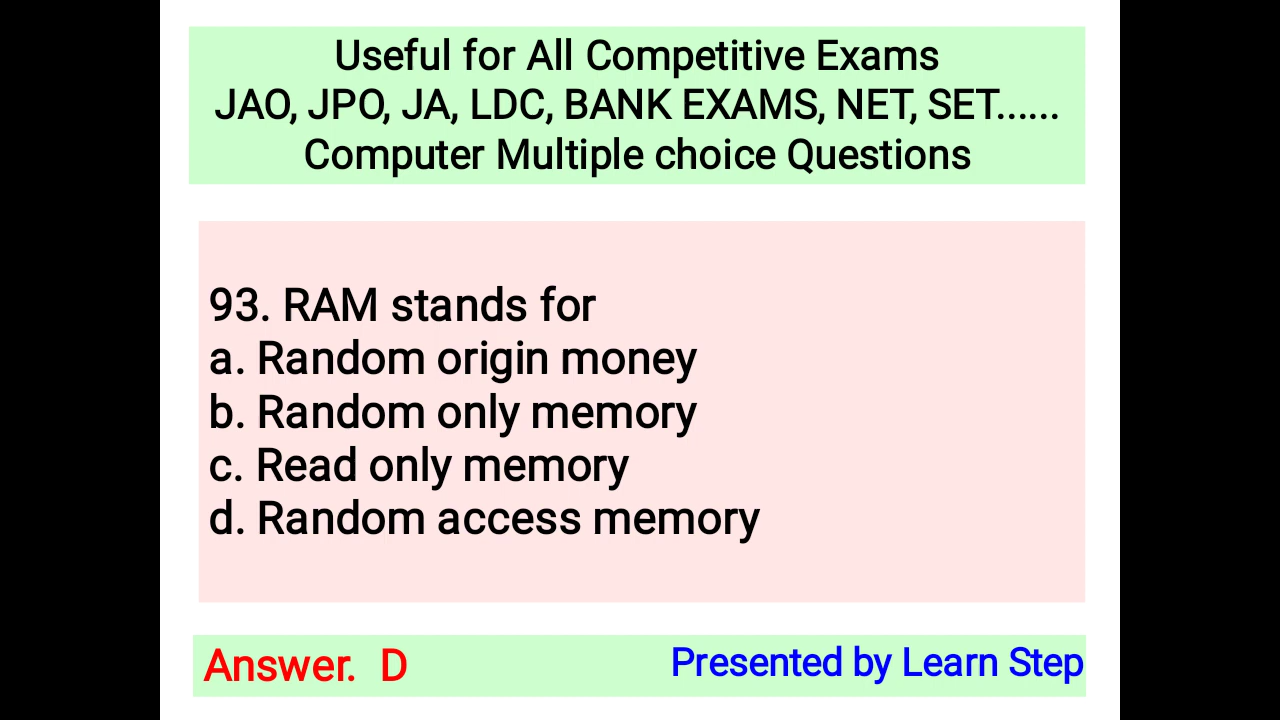 Useful for All Competitive Exams
JAO, JPO, JA, LDC, BANK EXAMS, NET, SET......
Computer Multiple choice Questions
93. RAM stands for
a. Random origin money
b. Random only memory
c. Read only memory
d. Random access memory
Answer. D
Presented by Learn Step